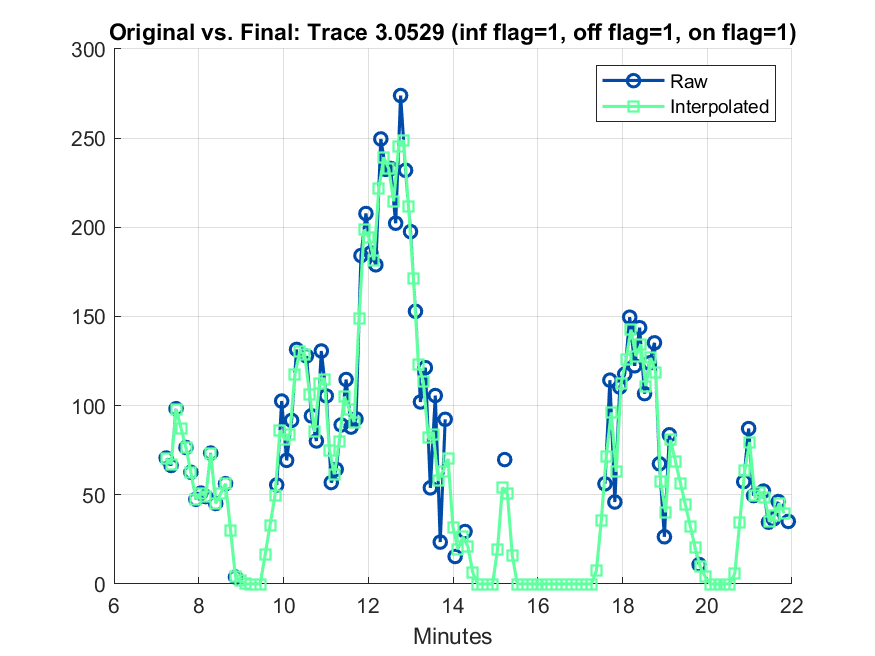 Original vs. Final: Trace 3.0529 (inf flag=1, off flag=1, on flag=1)
300
250
200
150
100
50
0
Raw
Interpolated
6 8 10 12 14 16 18 20 22
Minutes